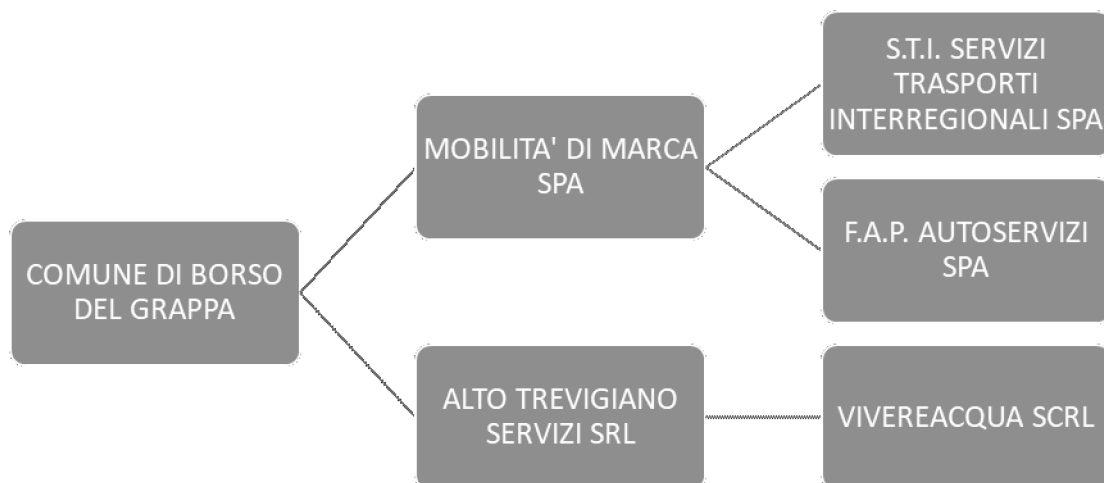 COMUNE DI BORSO
DEL GRAPPA
MOBILITA' DI MARCA
SPA
S.T.I. SERVIZI
TRASPORTI
INTERREGIONALI SPA
F.A.P. AUTOSERVIZI
SPA
ALTO TREVIGIANO
SERVIZI SRL
VIVEREACQUA SCRL